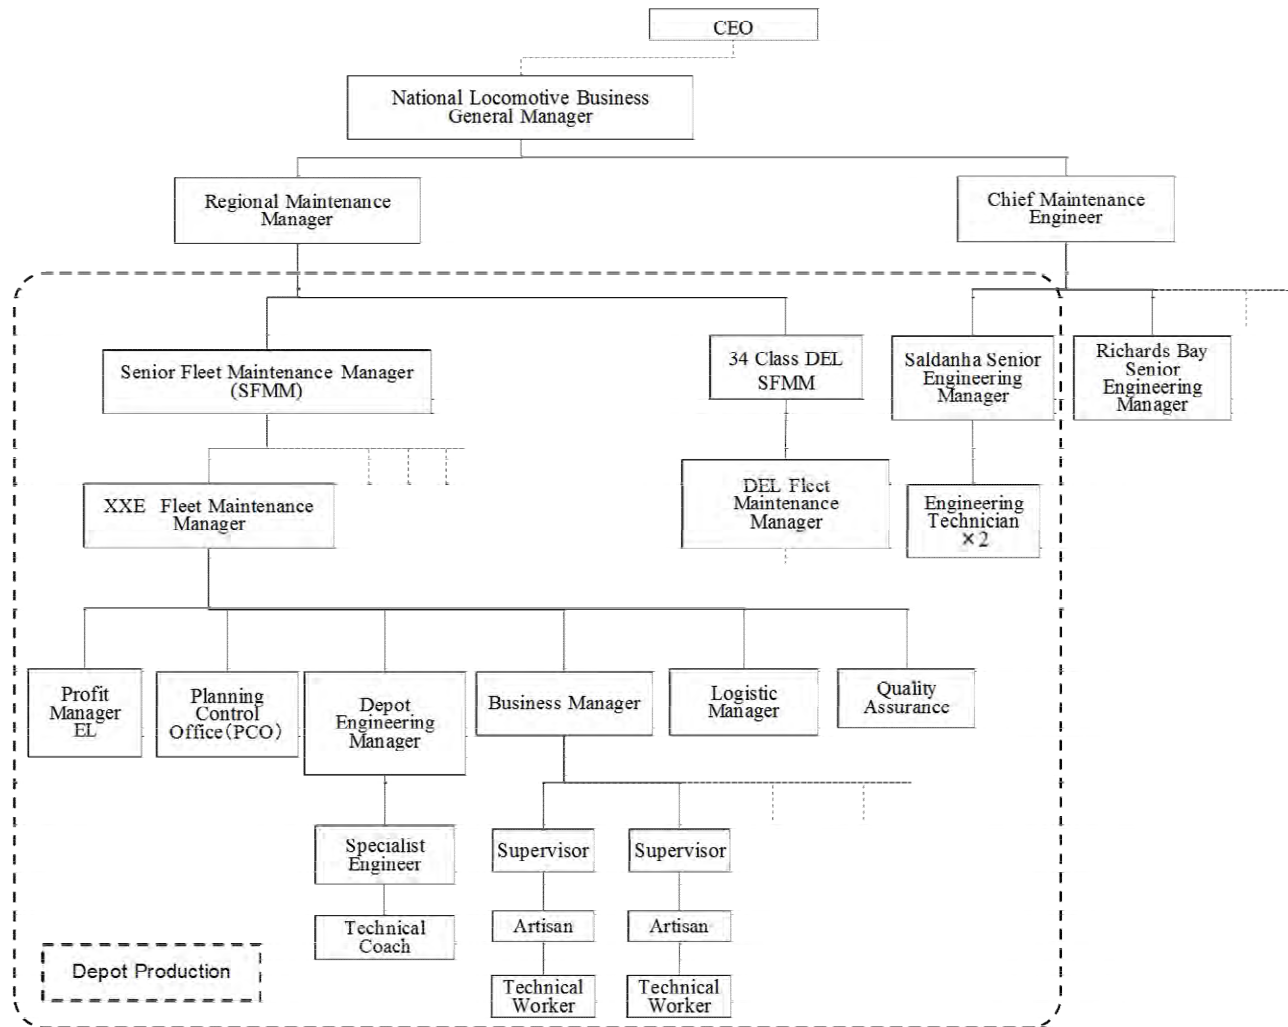 CEO
National Locomotive Business
General Manager
Regional Maintenance
Manager
Chief Maintenance
Engineer
Senior Fleet Maintenance Manager
(SFMM)
34 Class DEL
SFMM
Saldanha Senior
Engineering
Manager
Richards Bay
Senior
Engineering
Manager
XXE Fleet Maintenance
Manager
DEL Fleet
Maintenance
Manager
Engineering
Technician
×2
Profit
Manager
EL
Planning
Control
Office(PCO)
Depot
Engineering
Manager
Business Manager
Logistic
Manager
Quality
Assurance
Specialist
Engineer
Supervisor
Supervisor
Technical
Coach
Artisan
Artisan
Technical
Worker
Technical
Worker
Depot Production